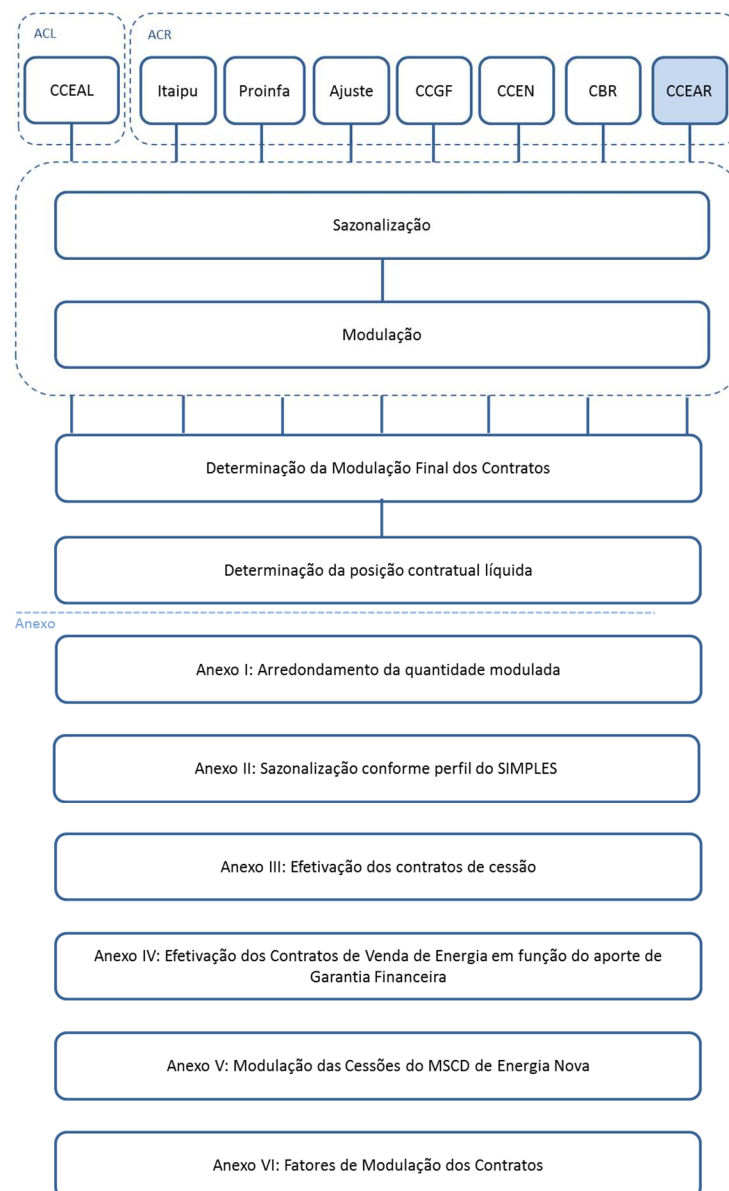 ACL
ACR
CCEAL
Itaipu
Proinfa
Ajuste
CCGF
CCEN
CBR
CCEAR
Sazonalização
Modulação
Determinação da Modulação Final dos Contratos
Determinação da posição contratual líquida
Anexo
Anexo I: Arredondamento da quantidade modulada
Anexo II: Sazonalização conforme perfil do SIMPLES
Anexo III: Efetivação dos contratos de cessão
Anexo IV: Efetivação dos Contratos de Venda de Energia em função do aporte de
Garantia Financeira
Anexo V: Modulação das Cessões do MSCD de Energia Nova
Anexo VI: Fatores de Modulação dos Contratos